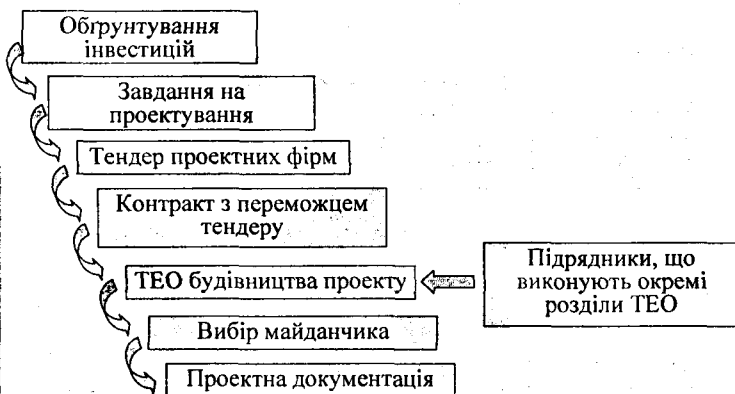 Обґрунтування
інвестицій
Завдання на
проектування
Тендер проектних фірм
Контракт з переможцем
тендеру
ТЕО будівництва проекту
Підрядники, що
виконують окремі
розділи ТЕО
Вибір майданчика
Проектна документація